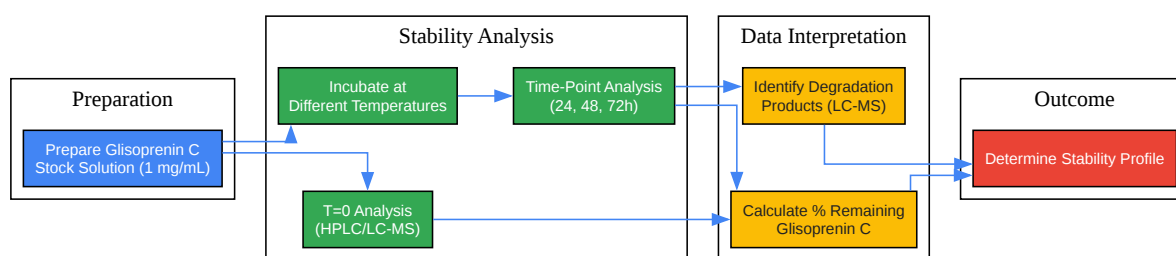 Preparation
Prepare Glisoprenin C
Stock Solution (1 mg/mL)
Stability Analysis
Incubate at
Different Temperatures
Time-Point Analysis
(24, 48, 72h)
T=0 Analysis
(HPLC/LC-MS)
Data Interpretation
Identify Degradation
Products (LC-MS)
Calculate % Remaining
Glisoprenin C
Outcome
Determine Stability Profile